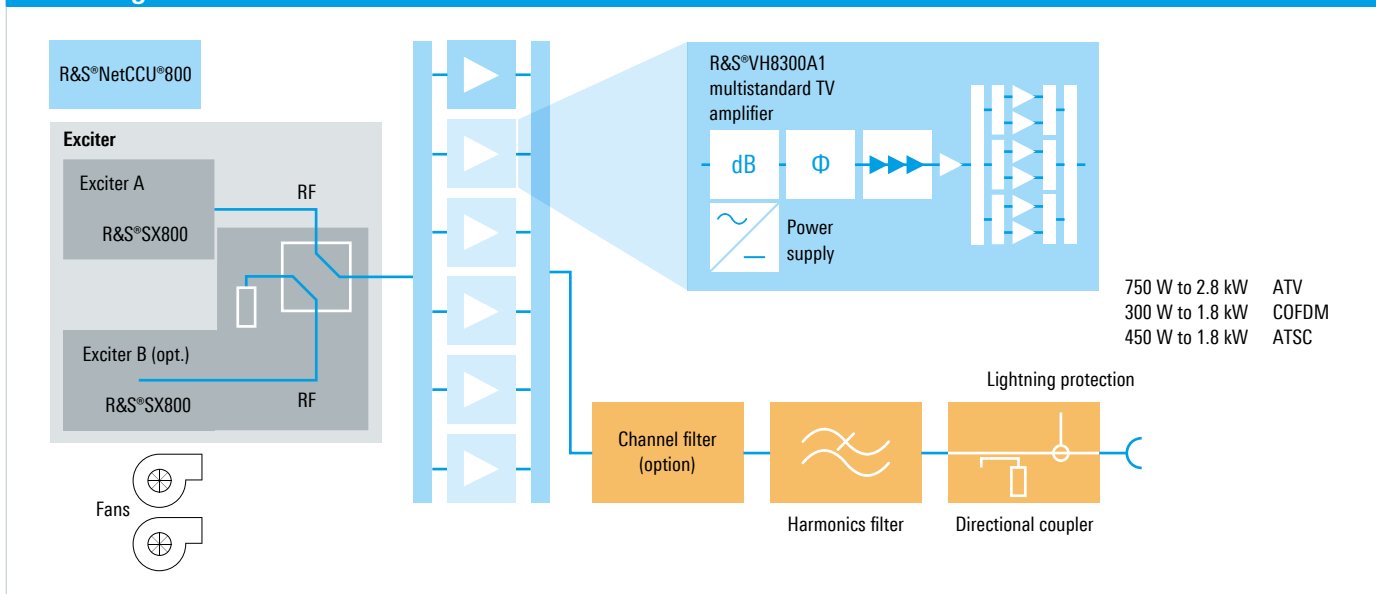 R&S®NetCCU®800
Exciter
Exciter A
R&S®SX800
RF
Exciter B (opt.)
R&S®SX800
RF
Fans
R&S®VH8300A1
multistandard TV
amplifier
dB
Φ
Power
supply
750 W to 2.8 kW ATV
300 W to 1.8 kW COFDM
450 W to 1.8 kW ATSC
Lightning protection
Channel filter
(option)
Harmonics filter
Directional coupler